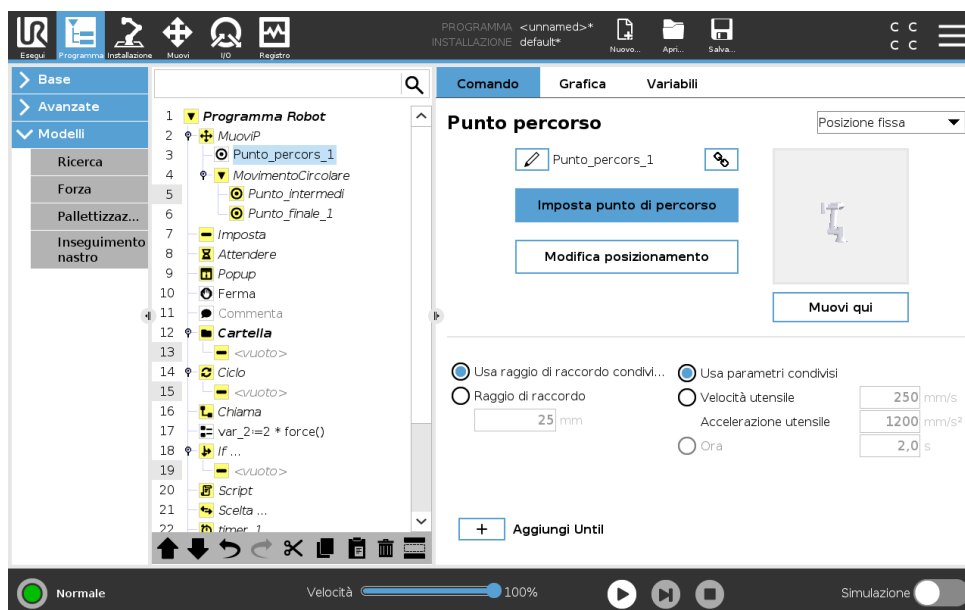 PROGRAMMA <unnamed>*
INSTALLAZIONE default*
Esegui
Programma
Installazione
Muovi
I/O
Registro
Nuovo...
Apri...
Salva...
C C
C C
Base
Avanzate
Modelli
Ricerca
Forza
Pallettizzaz...
Inseguimento
nastro
1 Programma Robot
2 MuoviP
3 Punto_percors_1
4 MovimentoCircolare
5 Punto_intermedi
6 Punto_finale_1
7 Imposta
8 Attendere
9 Popup
10 Ferma
11 Commenta
12 Cartella
13 <vuoto>
14 Ciclo
15 <vuoto>
16 Chiama
17 var_2:=2 * force()
18 If ...
19 <vuoto>
20 Script
21 Scelta ...
22 timer_1
Comando
Grafica
Variabili
Punto percorso
Posizione fissa
Punto_percors_1
Imposta punto di percorso
Modifica posizionamento
Muovi qui
Usa raggio di raccordo condivi...
Raggio di raccordo
25 mm
Usa parametri condivisi
Velocità utensile 250 mm/s
Accelerazione utensile 1200 mm/s²
Ora 2,0 s
+ Aggiungi Until
Normale
Velocità 100%
Simulazione